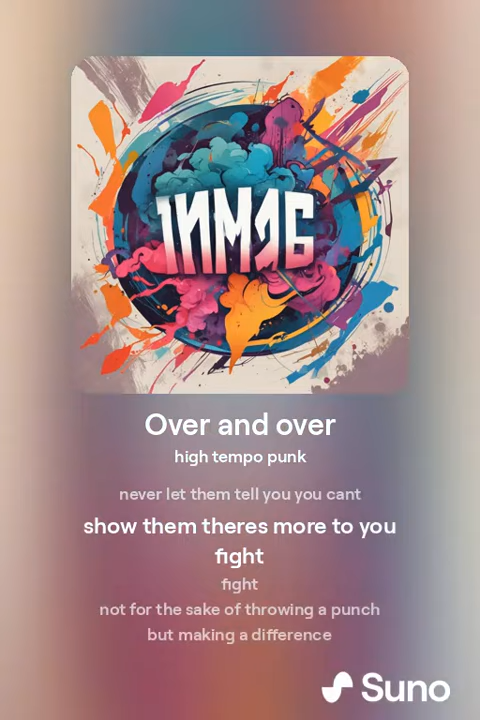 INM16
Over and over
high tempo punk
never let them tell you you cant
show them theres more to you
fight
fight
not for the sake of throwing a punch
but making a difference
Suno